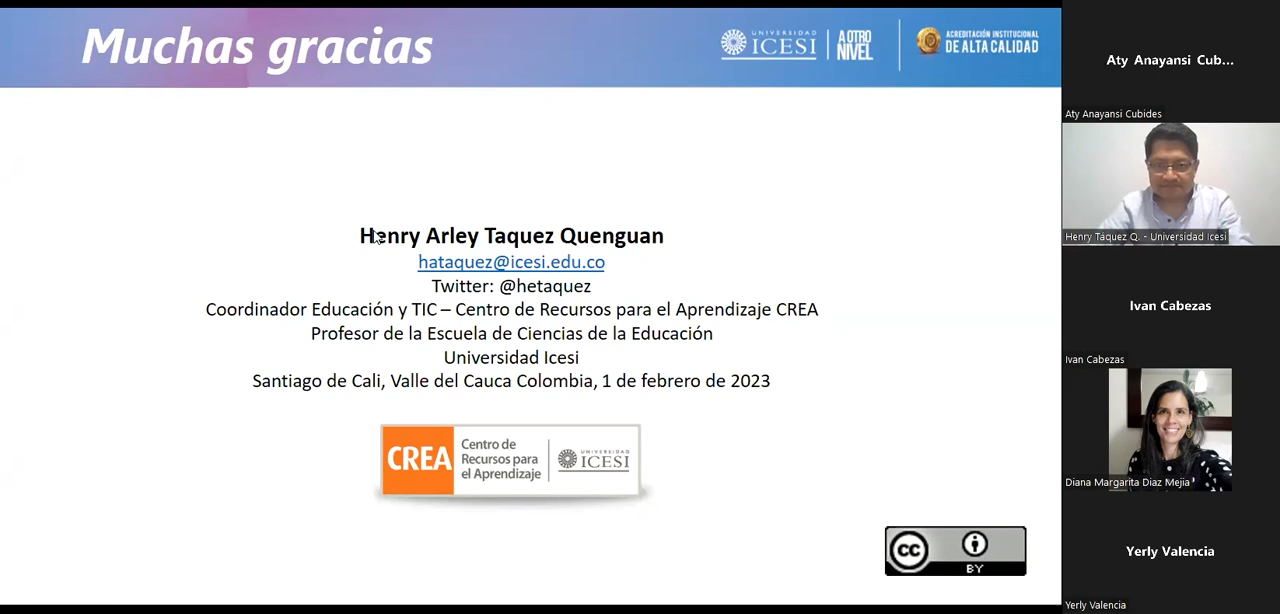 Muchas gracias
UNIVERSIDAD
ICESI
A OTRO
NIVEL
ACREDITACIÓN INSTITUCIONAL
DE ALTA CALIDAD
Henry Arley Taquez Quenguan
hataquez@icesi.edu.co
Twitter: @hetaquez
Coordinador Educación y TIC – Centro de Recursos para el Aprendizaje CREA
Profesor de la Escuela de Ciencias de la Educación
Universidad Icesi
Santiago de Cali, Valle del Cauca Colombia, 1 de febrero de 2023
CREA
Centro de
Recursos para
el Aprendizaje
UNIVERSIDAD
ICESI
cc
BY
Aty Anayansi Cub...
Aty Anayansi Cubides
Henry Táquez Q. - Universidad Icesi
Ivan Cabezas
Ivan Cabezas
Diana Margarita Diaz Mejia
Yerly Valencia
Yerly Valencia